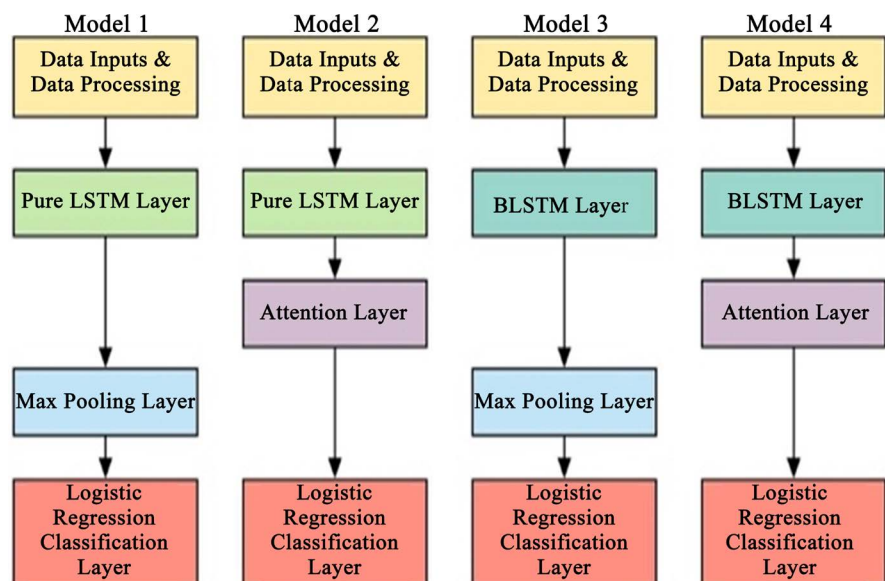 Model 1
Data Inputs &
Data Processing
Pure LSTM Layer
Max Pooling Layer
Logistic
Regression
Classification
Layer
Model 2
Data Inputs &
Data Processing
Pure LSTM Layer
Attention Layer
Logistic
Regression
Classification
Layer
Model 3
Data Inputs &
Data Processing
BLSTM Layer
Max Pooling Layer
Logistic
Regression
Classification
Layer
Model 4
Data Inputs &
Data Processing
BLSTM Layer
Attention Layer
Logistic
Regression
Classification
Layer